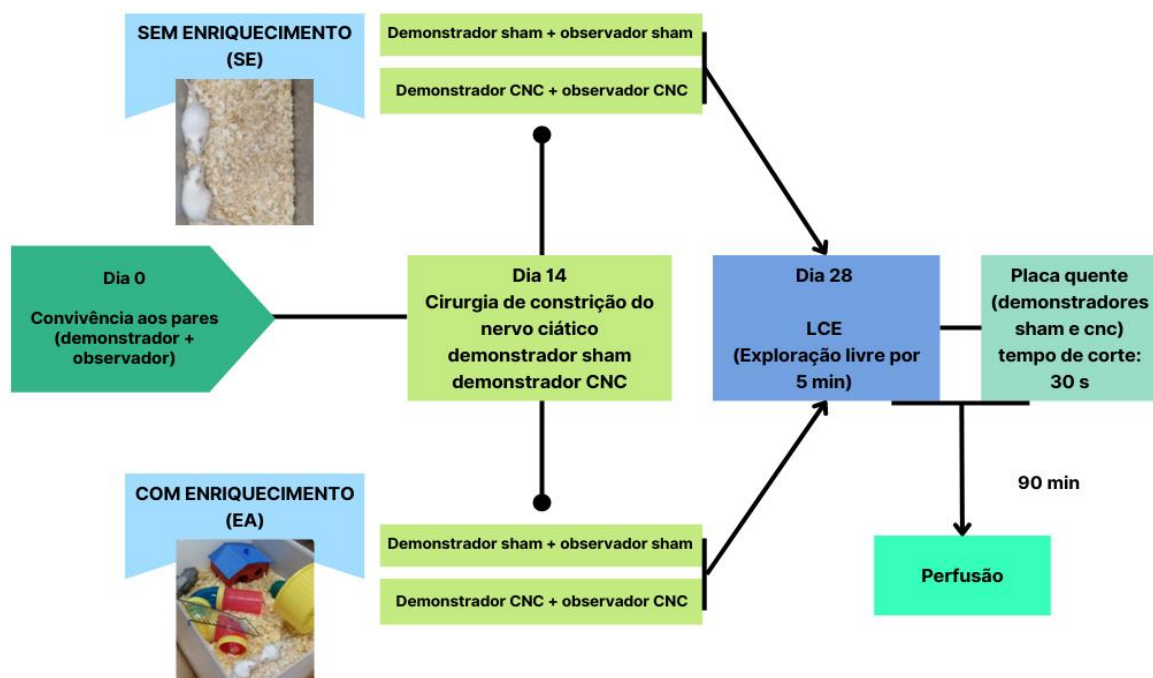 SEM ENRIQUECIMENTO
(SE)
Demonstrador sham + observador sham
Demonstrador CNC + observador CNC
Dia 0
Convivência aos pares
(demonstrador +
observador)
Dia 14
Cirurgia de constrição do
nervo ciático
demonstrador sham
demonstrador CNC
Dia 28
LCE
(Exploração livre por
5 min)
Placa quente
(demonstradores
sham e cnc)
tempo de corte:
30 s
COM ENRIQUECIMENTO
(EA)
Demonstrador sham + observador sham
Demonstrador CNC + observador CNC
90 min
Perfusão